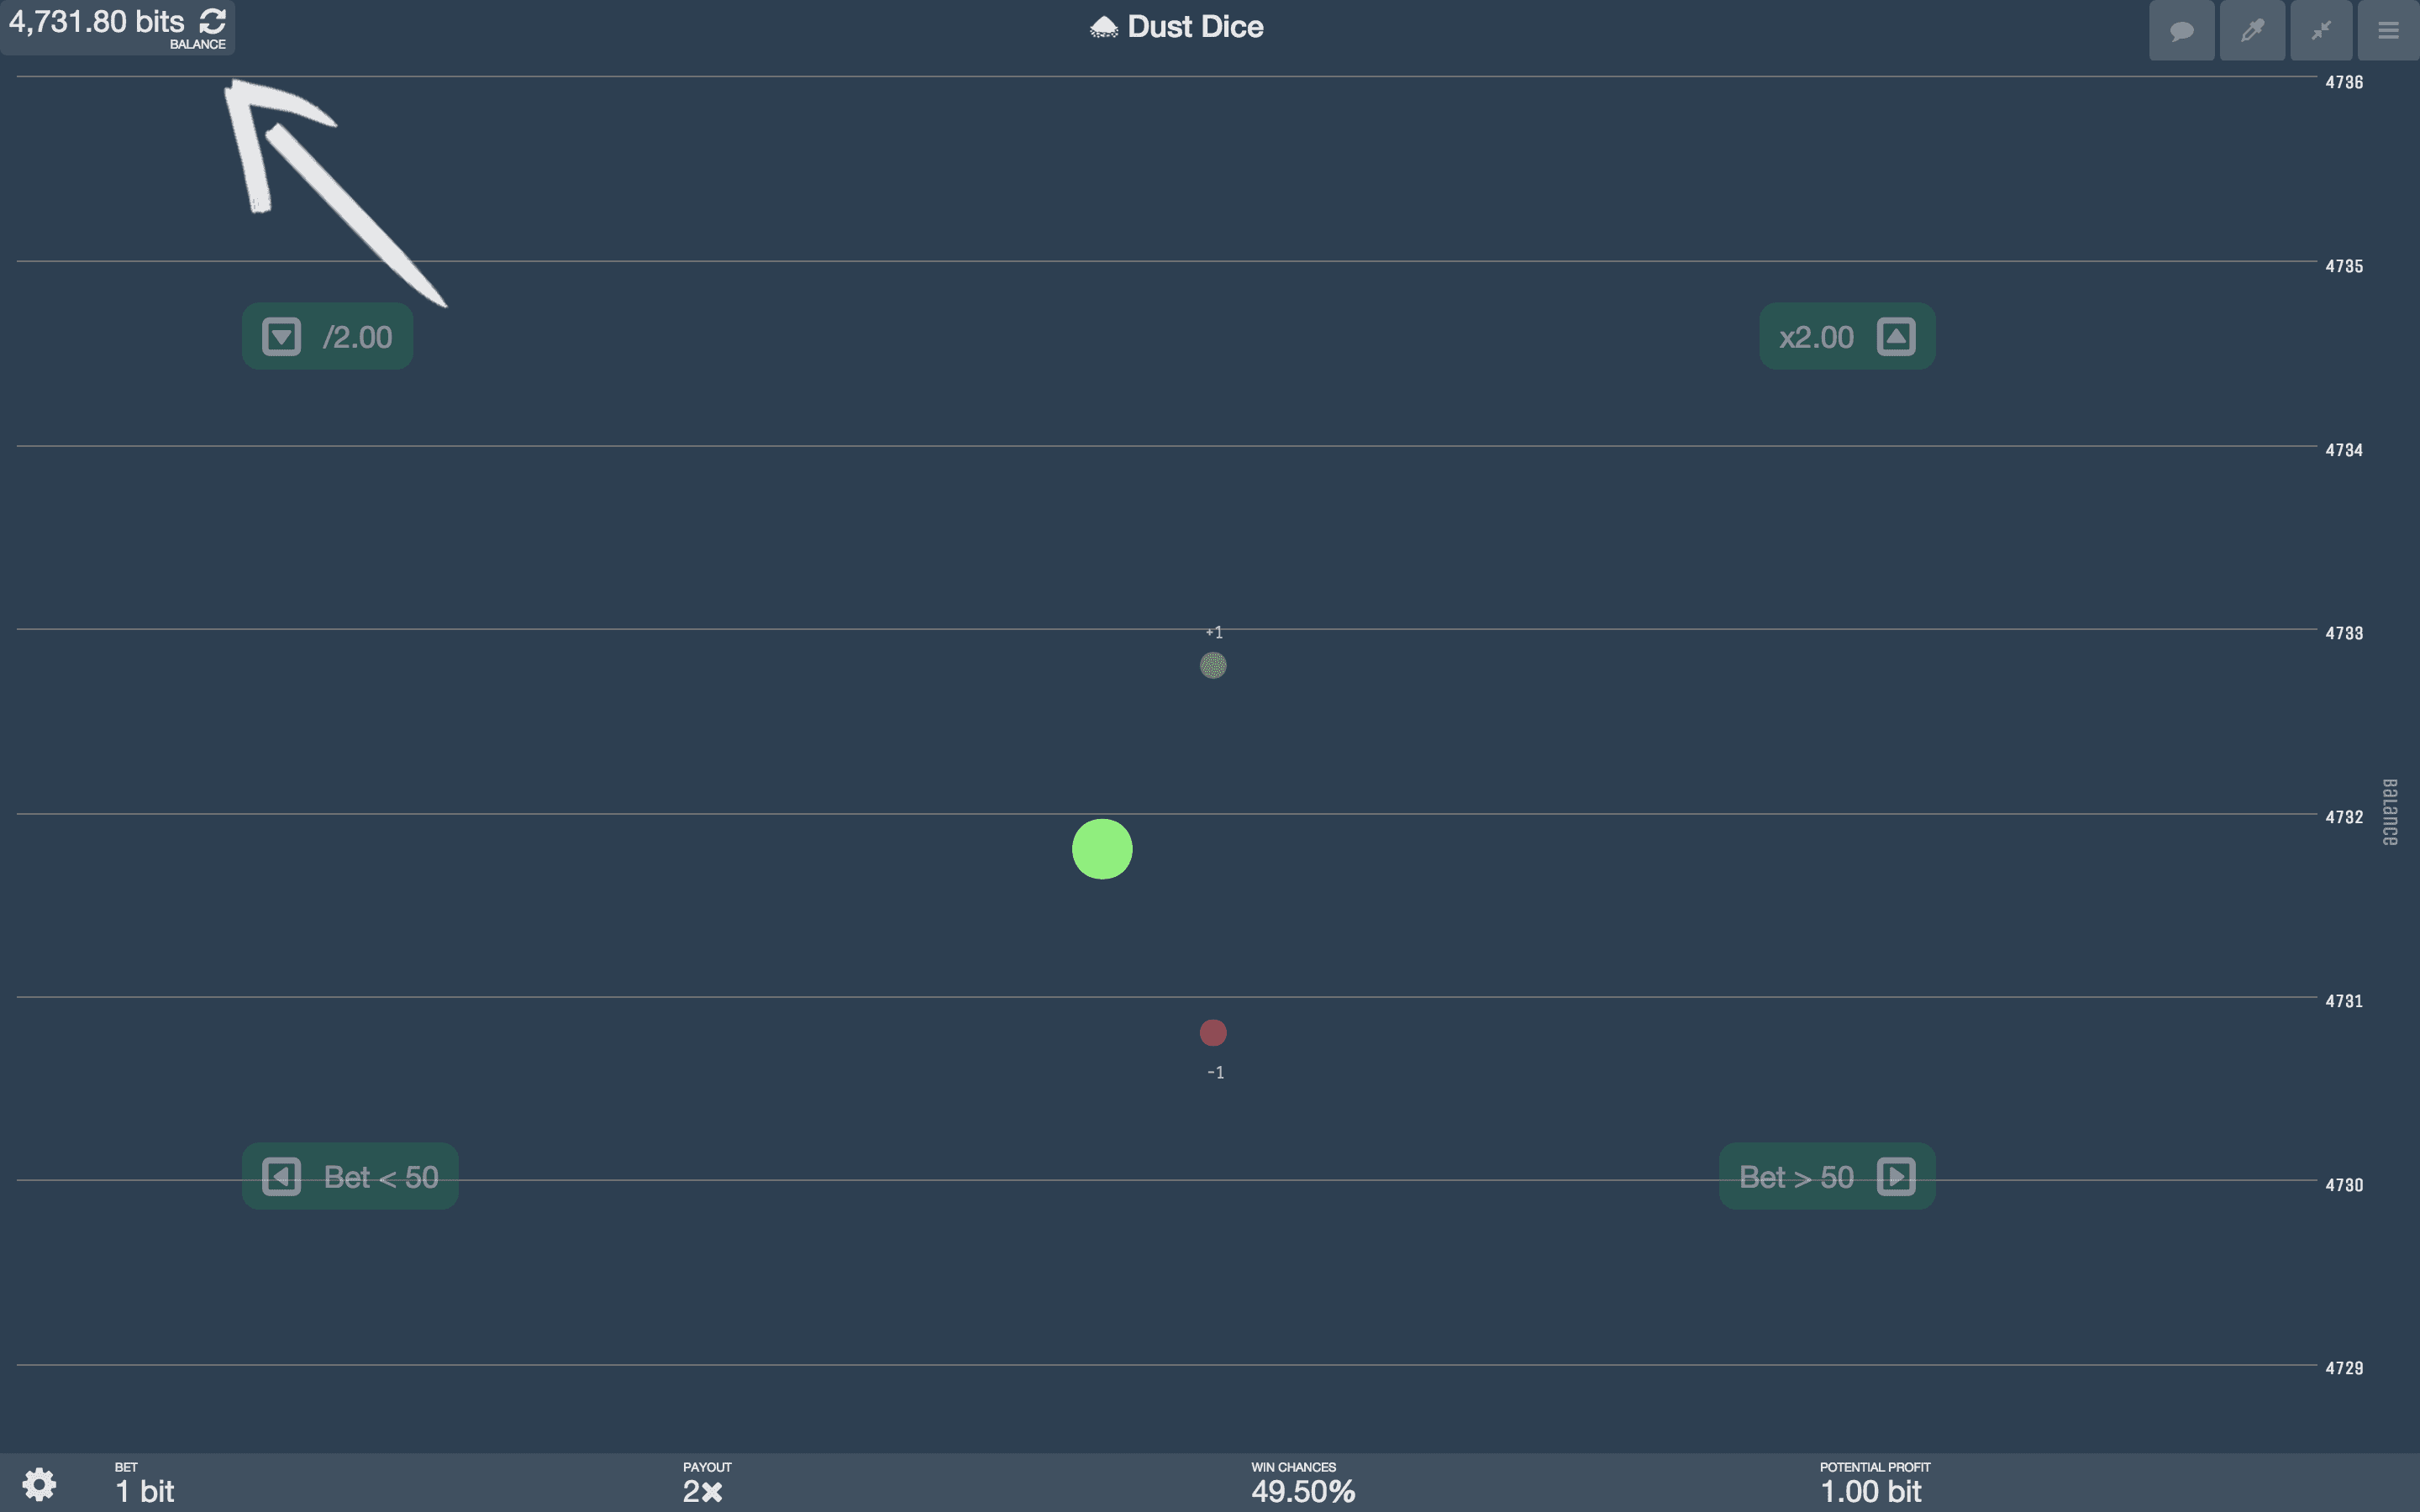 4,731.80 bits
BALANCE
Dust Dice
4736
4735
/2.00
x2.00
4734
4733
+1
4732
Balance
4731
-1
Bet < 50
Bet > 50
4730
4729
BET
1 bit
PAYOUT
2×
WIN CHANCES
49.50%
POTENTIAL PROFIT
1.00 bit